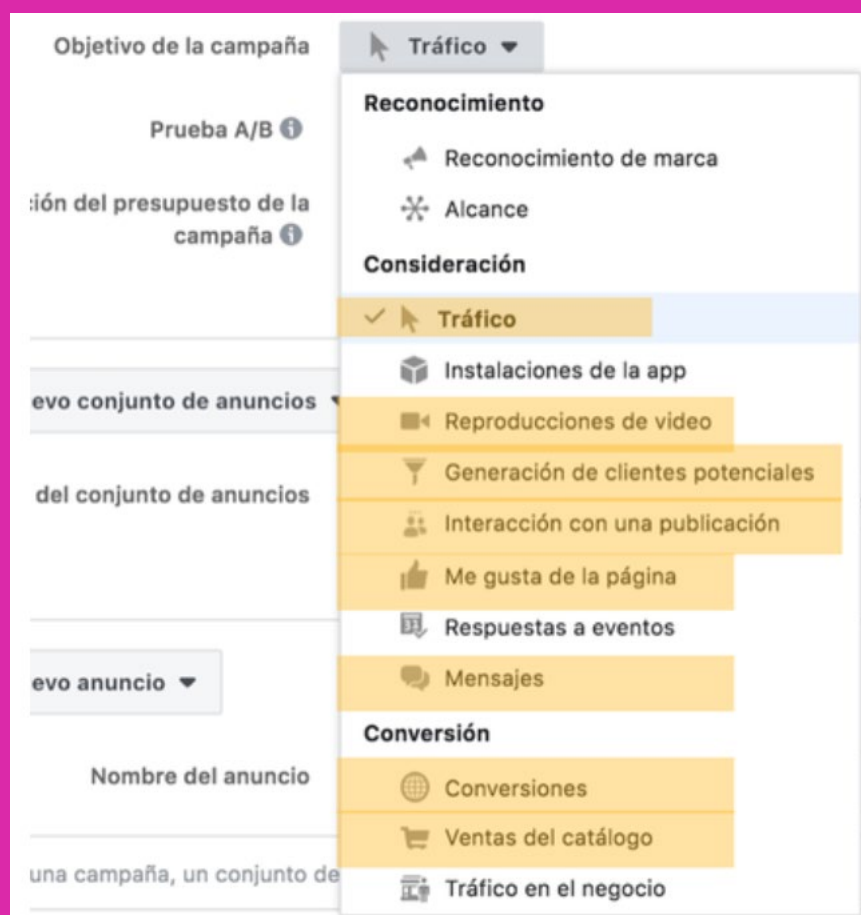 Objetivo de la campaña
Tráfico
Reconocimiento
Prueba A/B
Reconocimiento de marca
ión del presupuesto de la
campaña
Alcance
Consideración
Tráfico
Instalaciones de la app
evo conjunto de anuncios
Reproducciones de video
Generación de clientes potenciales
del conjunto de anuncios
Interacción con una publicación
Me gusta de la página
Respuestas a eventos
evo anuncio
Mensajes
Conversión
Nombre del anuncio
Conversiones
Ventas del catálogo
una campaña, un conjunto de
Tráfico en el negocio